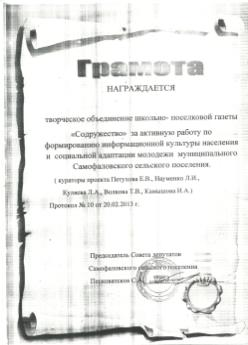 Грамота
НАГРАЖДАЕТСЯ
творческое объединение школьно- поселковой газеты
«Содружество» за активную работу по
формированию информационной культуры населения
и социальной адаптации молодежи муниципального
Самофаловского сельского поселения.
( кураторы проекта Петухова Е.В., Науменко Л.И.,
Куликова Л.А., Волкова Т.В., Камышова И.А.)
Протокол № 10 от 20.02.2013 г.
Председатель Совета депутатов
Самофаловского сельского поселения